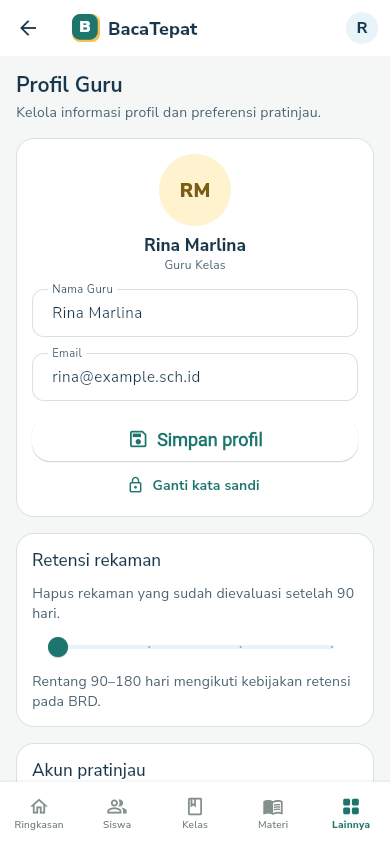 B BacaTepat R
Profil Guru
Kelola informasi profil dan preferensi pratinjau.
RM
Rina Marlina
Guru Kelas
Nama Guru
Rina Marlina
Email
rina@example.sch.id
Simpan profil
Ganti kata sandi
Retensi rekaman
Hapus rekaman yang sudah dievaluasi setelah 90
hari.
Rentang 90–180 hari mengikuti kebijakan retensi
pada BRD.
Akun pratinjau
Ringkasan Siswa Kelas Materi Lainnya